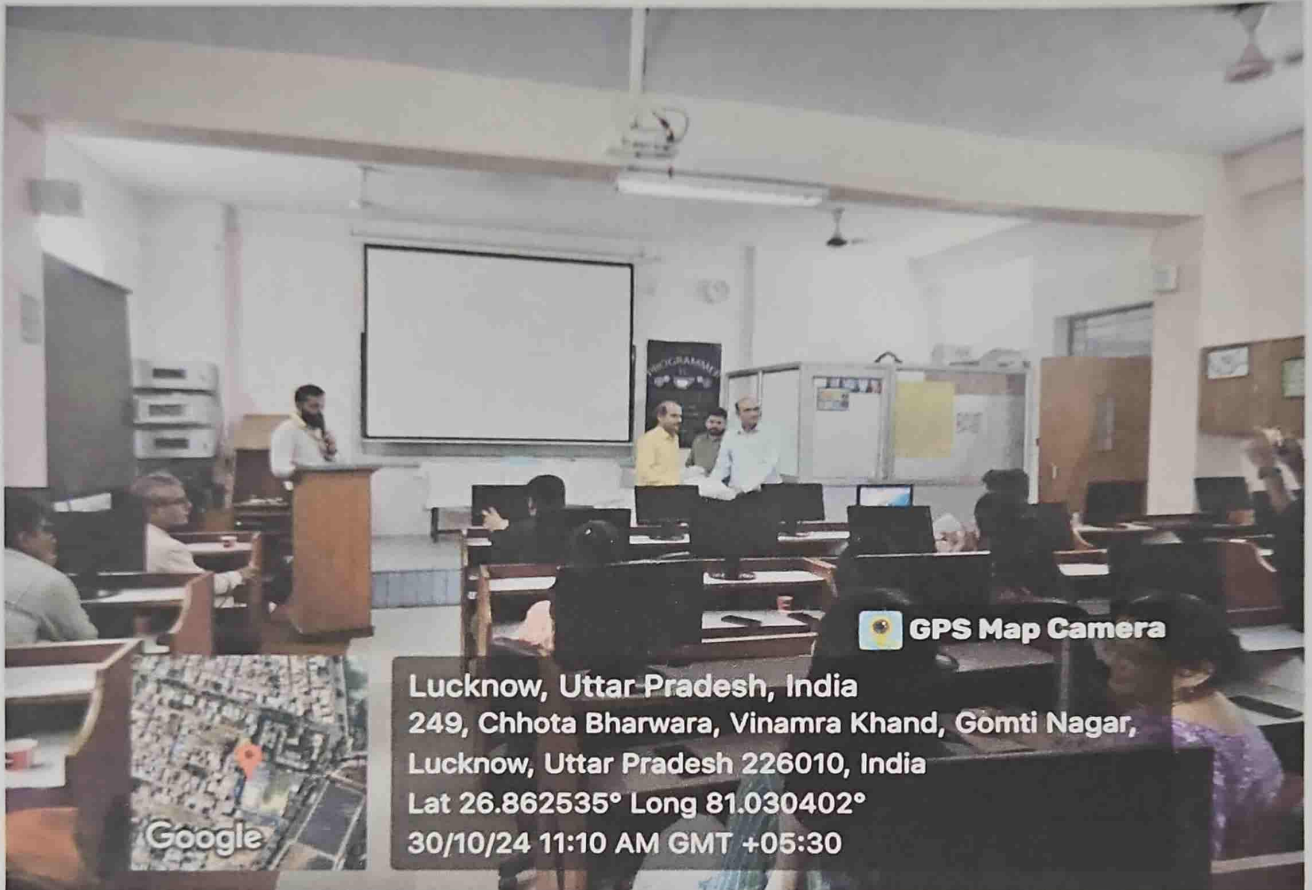 PROGRAMMER
GPS Map Camera
Lucknow, Uttar Pradesh, India
249, Chhota Bharwara, Vinamra Khand, Gomti Nagar,
Lucknow, Uttar Pradesh 226010, India
Lat 26.862535° Long 81.030402°
30/10/24 11:10 AM GMT +05:30
Google